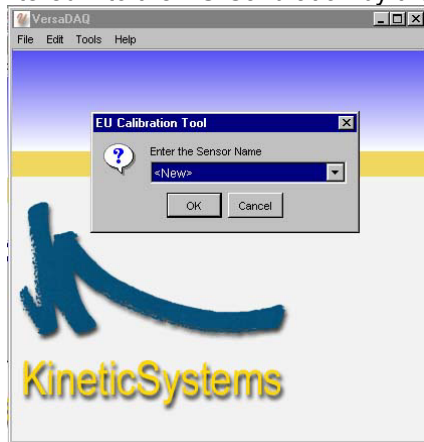 VersaDAQ
File Edit Tools Help
EU Calibration Tool
Enter the Sensor Name
<New>
OK Cancel
KineticSystems